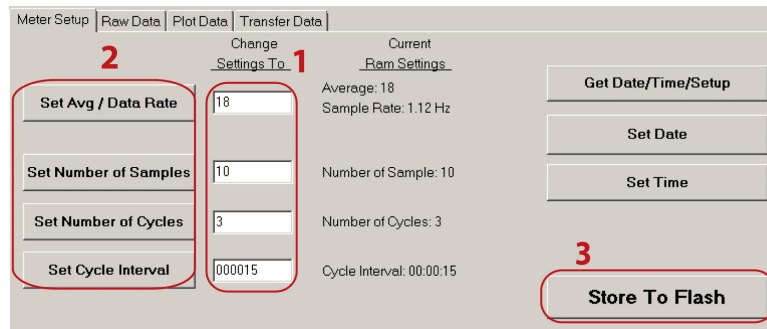 Meter Setup Raw Data Plot Data Transfer Data
Change Current
2 Settings To 1 Ram Settings
Set Avg / Data Rate 18 Average: 18 Get Date/Time/Setup
Sample Rate: 1.12 Hz
Set Date
Set Number of Samples 10 Number of Sample: 10 Set Time
Set Number of Cycles 3 Number of Cycles: 3
3
Set Cycle Interval 000015 Cycle Interval: 00:00:15
Store To Flash